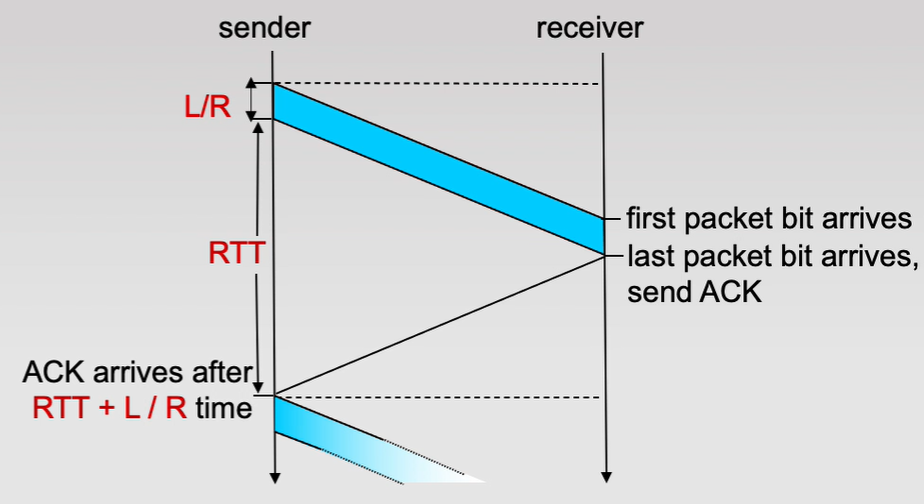 sender
receiver
L/R
first packet bit arrives
RTT
last packet bit arrives,
send ACK
ACK arrives after
RTT + L / R time